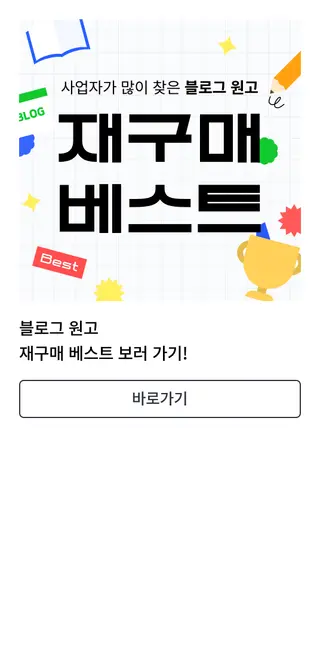 사업자가 많이 찾은 블로그 원고
BLOG
재구매
베스트
Best
블로그 원고
재구매 베스트 보러 가기!
바로가기